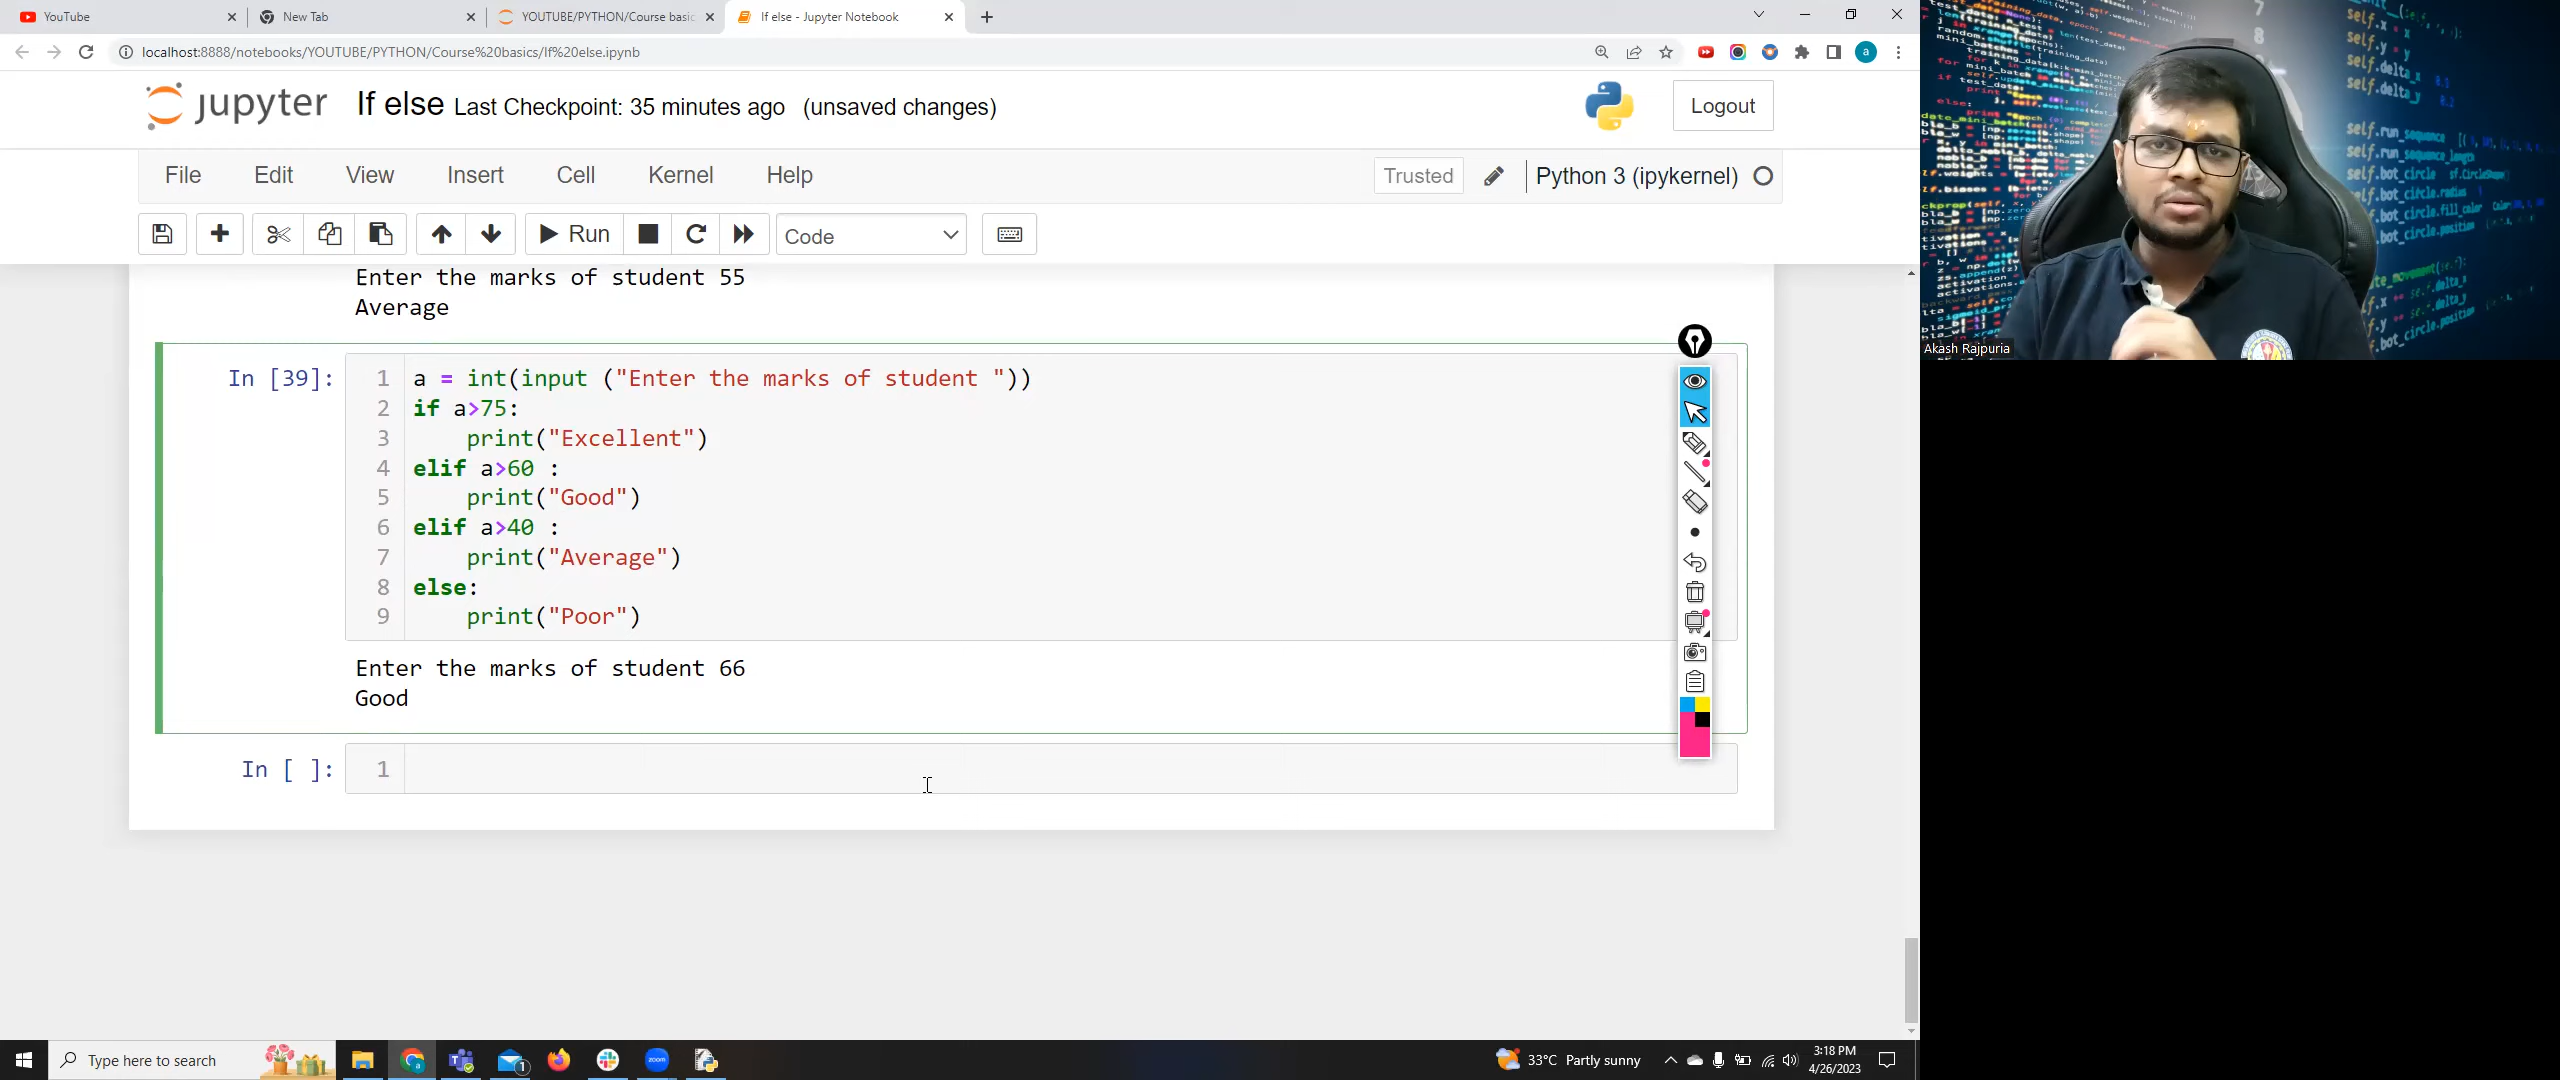 YouTube
New Tab
YOUTUBE/PYTHON/Course basic
If else - Jupyter Notebook
localhost:8888/notebooks/YOUTUBE/PYTHON/Course%20basics/If%20else.ipynb
a
jupyter If else Last Checkpoint: 35 minutes ago (unsaved changes)
Logout
File Edit View Insert Cell Kernel Help
Trusted Python 3 (ipykernel)
Run Code
Enter the marks of student 55
Average
In [39]:
1 a = int(input ("Enter the marks of student "))
2 if a>75:
3 print("Excellent")
4 elif a>60 :
5 print("Good")
6 elif a>40 :
7 print("Average")
8 else:
9 print("Poor")
Enter the marks of student 66
Good
In [ ]: 1
Akash Rajpuria
Type here to search
zoom
1
33°C Partly sunny
3:18 PM
4/26/2023